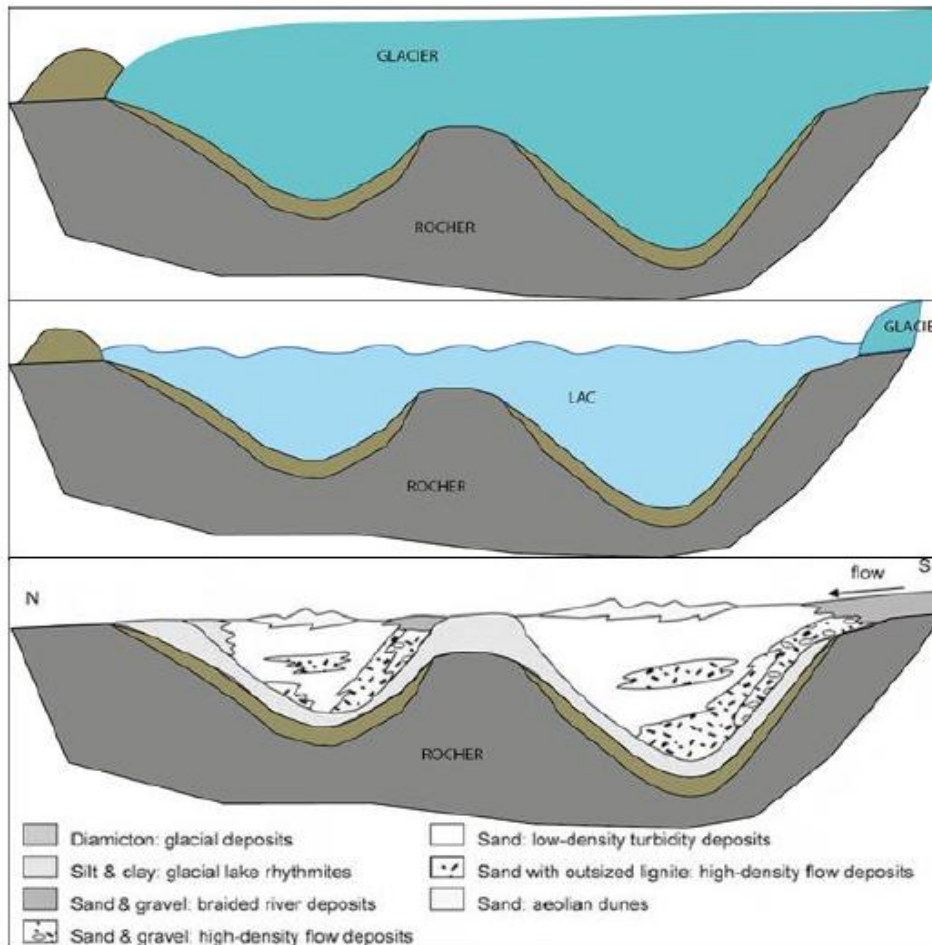 GLACIER
ROCHER
GLACIE
LAC
ROCHER
flow
S
N
ROCHER
Diamicton: glacial deposits
Silt & clay: glacial lake rhythmites
Sand & gravel: braided river deposits
Sand & gravel: high-density flow deposits
Sand: low-density turbidity deposits
Sand with outsized lignite: high-density flow deposits
Sand: aeolian dunes